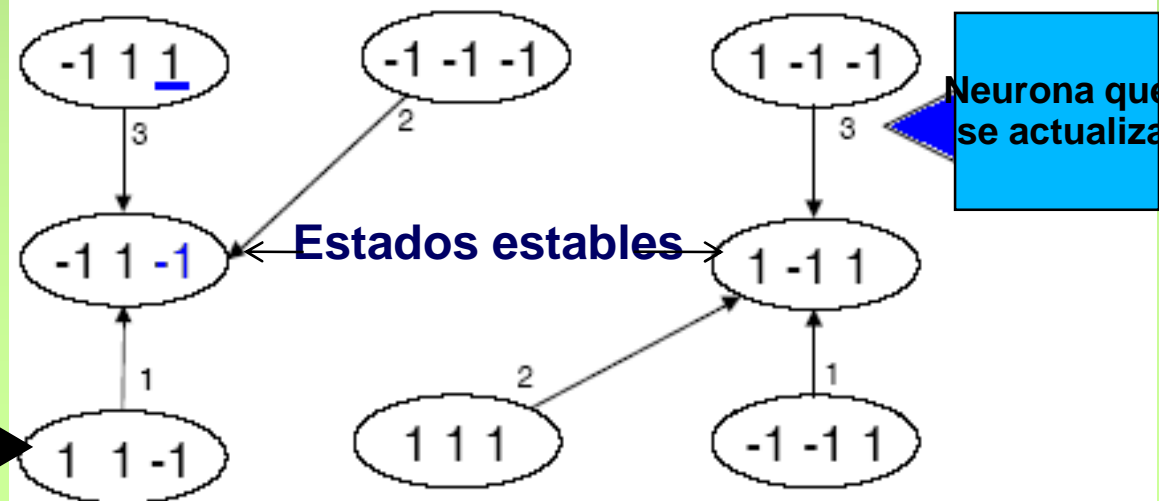 -1 1 1
-1 -1 -1
1 -1 -1
Neurona que
se actualiza
3
2
3
Estados estables
-1 1 -1
1 -1 1
1
2
1
1 1 -1
1 1 1
-1 -1 1